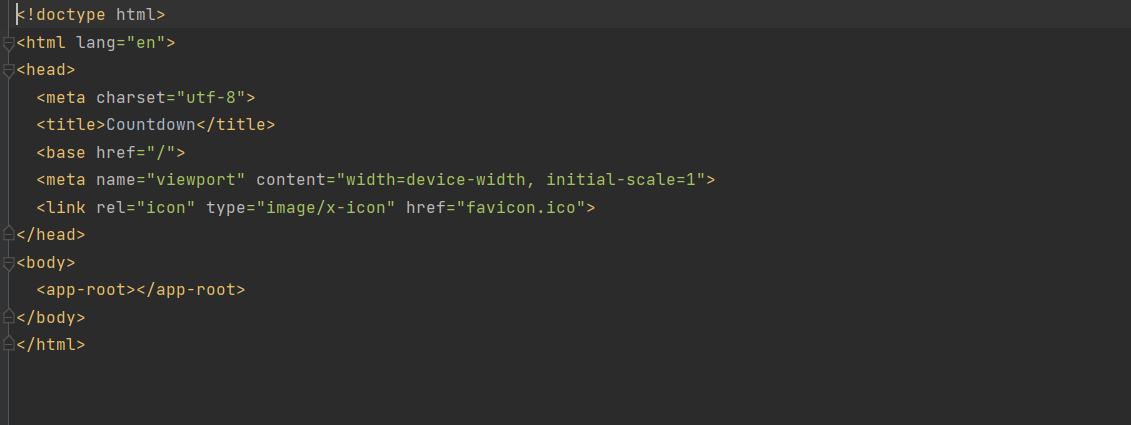 <!doctype html>
<html lang="en">
<head>
  <meta charset="utf-8">
  <title>Countdown</title>
  <base href="/">
  <meta name="viewport" content="width=device-width, initial-scale=1">
  <link rel="icon" type="image/x-icon" href="favicon.ico">
</head>
<body>
  <app-root></app-root>
</body>
</html>